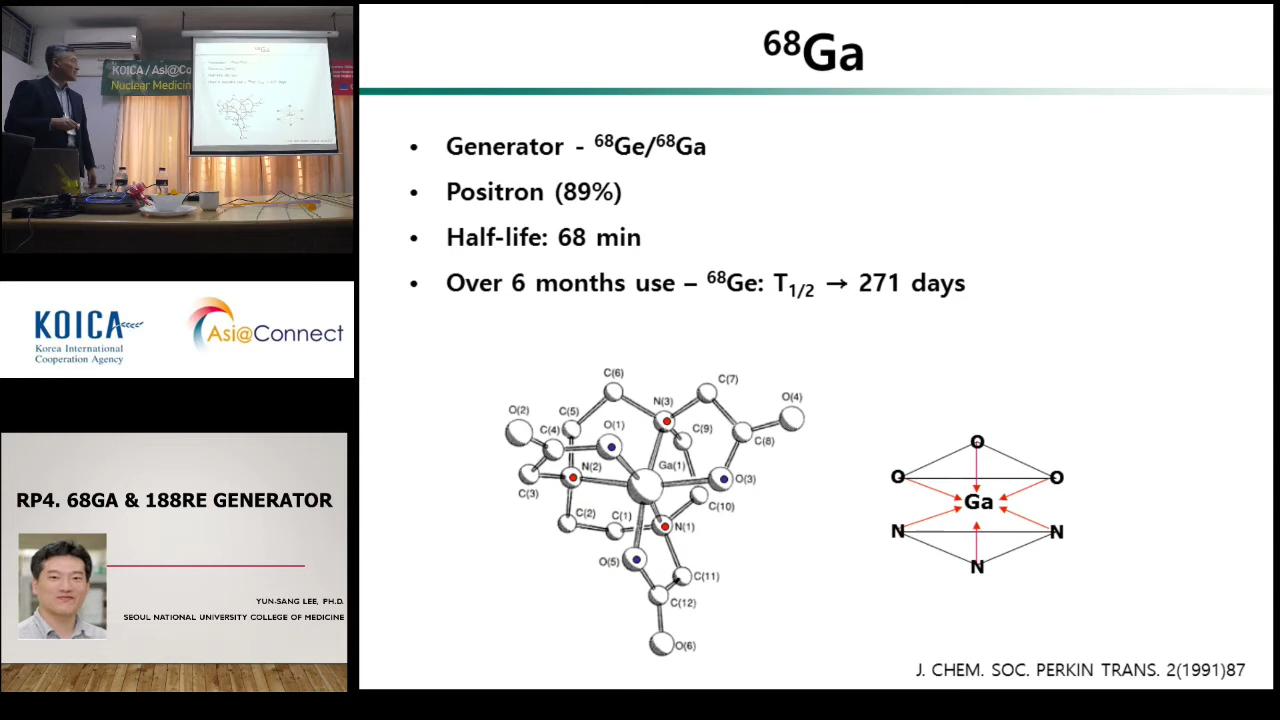 KOICA / Asi@Co
Nuclear Medicin
68Ga
KOICA
Korea International
Cooperation Agency
Asi@Connect
RP4. 68GA & 188RE GENERATOR
YUN-SANG LEE, PH.D.
SEOUL NATIONAL UNIVERSITY COLLEGE OF MEDICINE
⁶⁸Ga
• Generator - ⁶⁸Ge/⁶⁸Ga
• Positron (89%)
• Half-life: 68 min
• Over 6 months use – ⁶⁸Ge: T₁/₂ → 271 days
C(6)
C(7)
O(2)
C(5)
N(3)
O(4)
C(4)
O(1)
C(9)
C(8)
N(2)
Ga(1)
C(3)
O(3)
C(2)
C(1)
N(1)
C(10)
O(5)
C(11)
C(12)
O(6)
O
O O
Ga
N N
N
J. CHEM. SOC. PERKIN TRANS. 2(1991)87